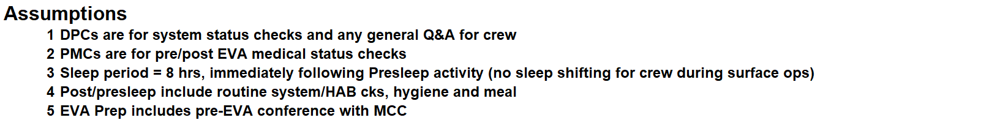 Assumptions
1 DPCs are for system status checks and any general Q&A for crew
2 PMCs are for pre/post EVA medical status checks
3 Sleep period = 8 hrs, immediately following Presleep activity (no sleep shifting for crew during surface ops)
4 Post/presleep include routine system/HAB cks, hygiene and meal
5 EVA Prep includes pre-EVA conference with MCC